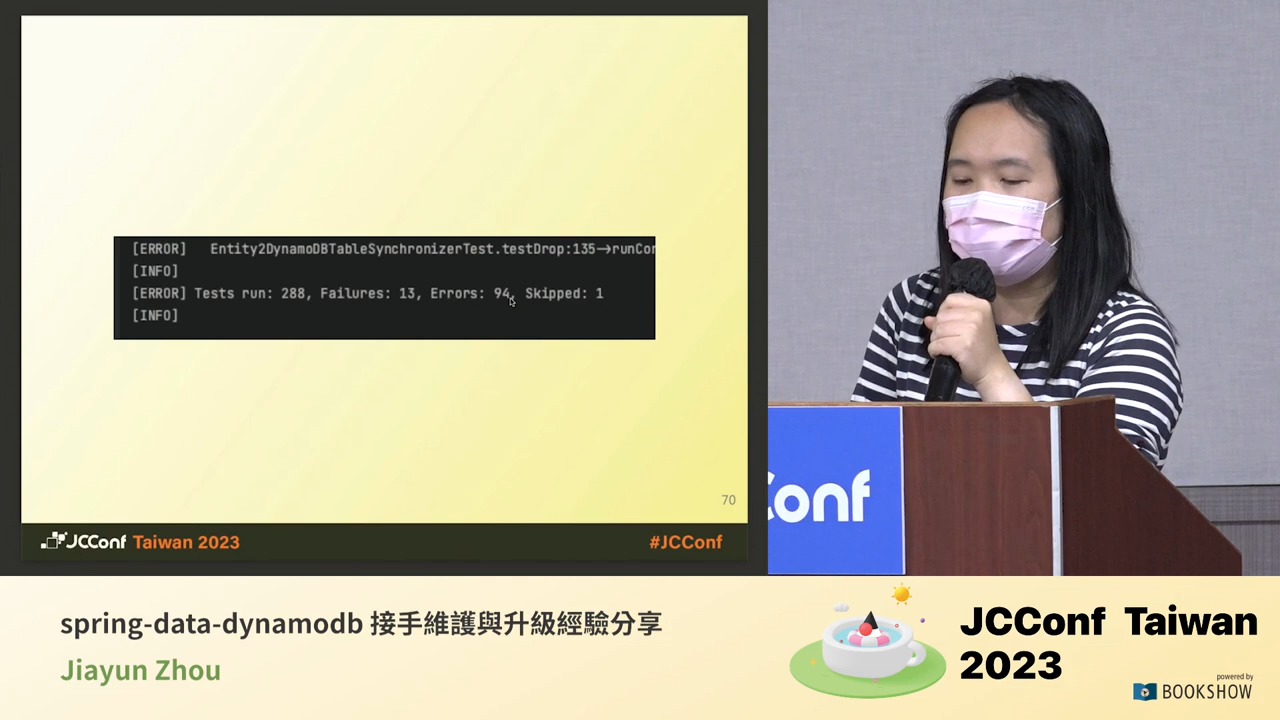 [ERROR] Entity2DynamoDBTableSynchronizerTest.testDrop:135→runCor
[INFO]
[ERROR] Tests run: 288, Failures: 13, Errors: 94, Skipped: 1
[INFO]
70
JCConf Taiwan 2023
#JCConf
Conf
spring-data-dynamodb 接手維護與升級經驗分享
Jiayun Zhou
JCConf Taiwan
2023
powered by
BOOKSHOW